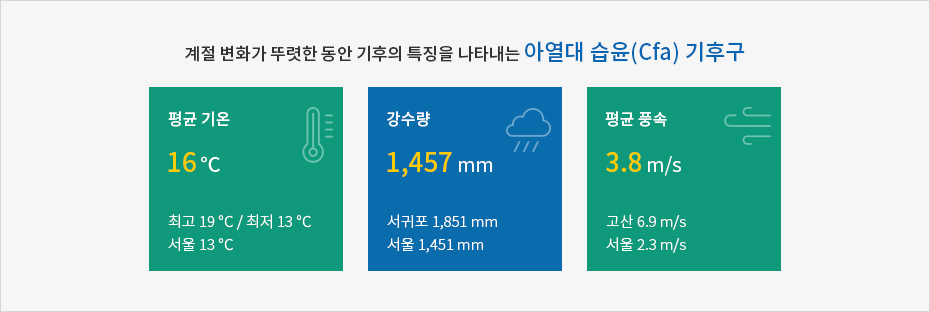 계절 변화가 뚜렷한 동안 기후의 특징을 나타내는 아열대 습윤(Cfa) 기후구
평균 기온
16 ℃
최고 19 ℃ / 최저 13 ℃
서울 13 ℃
강수량
1,457 mm
서귀포 1,851 mm
서울 1,451 mm
평균 풍속
3.8 m/s
고산 6.9 m/s
서울 2.3 m/s